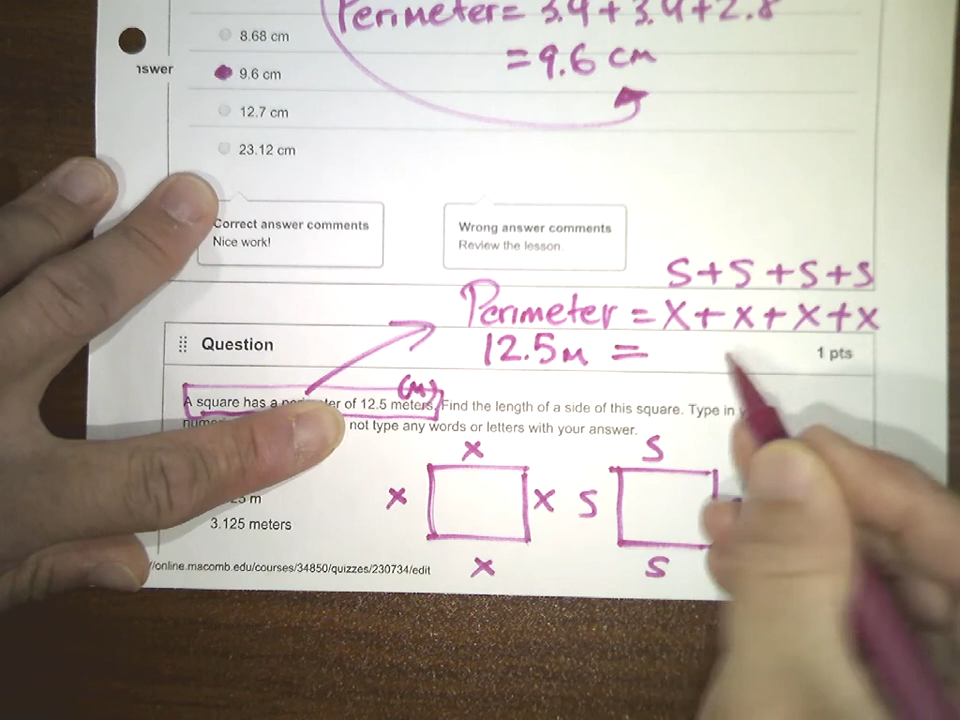 Perimeter = 3.4 + 3.4 + 2.8
8.68 cm
= 9.6 cm
nswer
9.6 cm
12.7 cm
23.12 cm
Correct answer comments
Nice work!
Wrong answer comments
Review the lesson.
S+S+S+S
Perimeter = X+X+X+X
Question
12.5m =
1 pts
(m)
A square has a of 12.5 meters. Find the length of a side of this square. Type in
not type any words or letters with your answer.
X S
X X S
m
3.125 meters
X S
/online.macomb.edu/courses/34850/quizzes/230734/edit